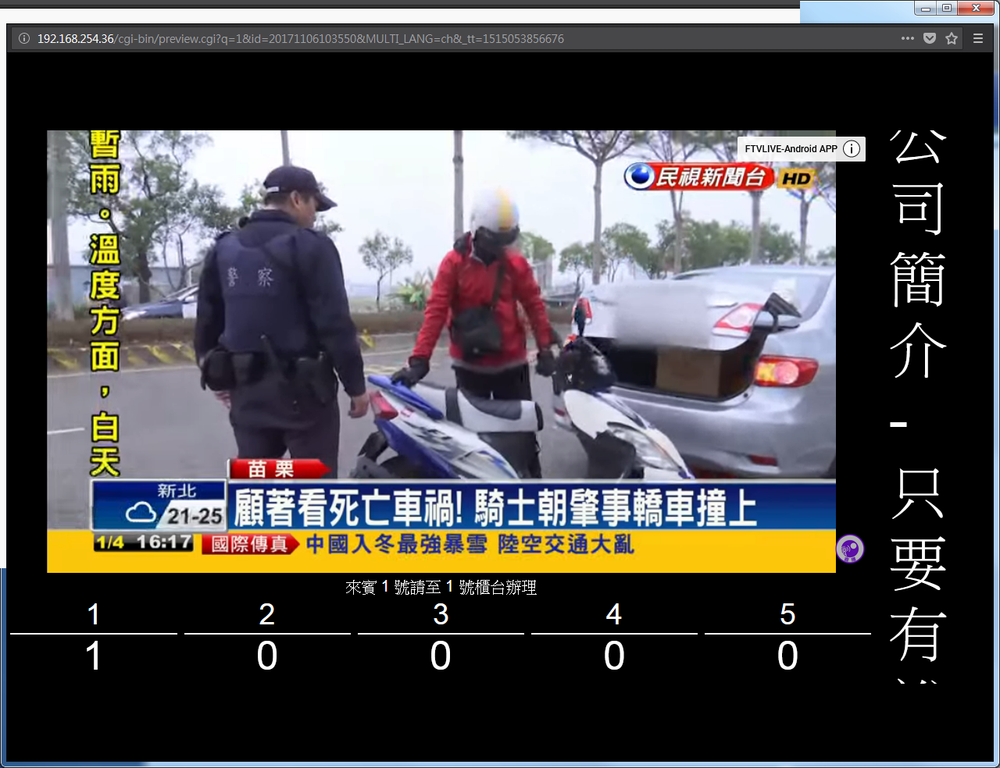 192.168.254.36/cgi-bin/preview.cgi?q=1&id=20171106103550&MULTI_LANG=ch&_tt=1515053856676
FTVLIVE-Android APP
民視新聞台 HD
暫雨。溫度方面，白天
警察
苗栗
新北
21-25
顧著看死亡車禍! 騎士朝肇事轎車撞上
1/4 16:17 國際傳真 中國入冬最強暴雪 陸空交通大亂
公司簡介-只要有
來賓 1 號請至 1 號櫃台辦理
1 2 3 4 5
1 0 0 0 0